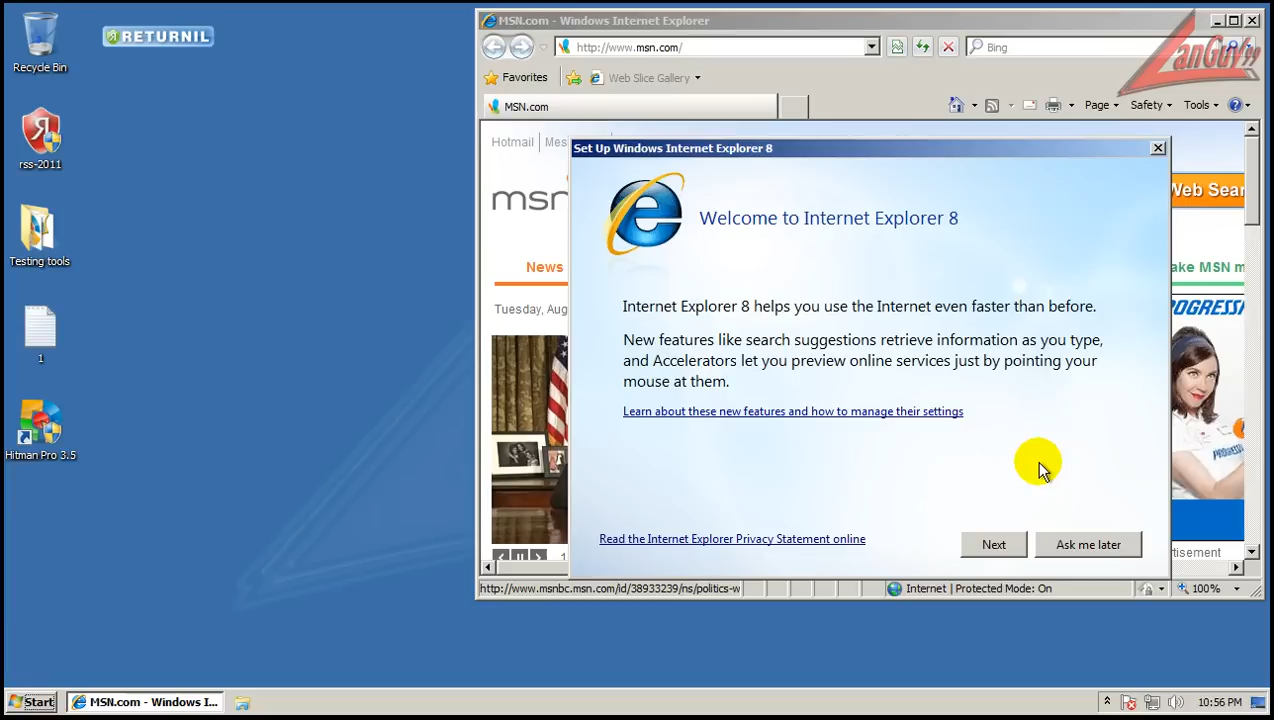 Recycle Bin
RETURNIL
rss-2011
Testing tools
1
Hitman Pro 3.5
MSN.com - Windows Internet Explorer
http://www.msn.com/
Bing
anGuy99
Favorites
Web Slice Gallery
MSN.com
Page
Safety
Tools
Hotmail
Mes
msn
Web Sear
News
ake MSN m
Tuesday, Aug
PROGRESSI
Set Up Windows Internet Explorer 8
Welcome to Internet Explorer 8
Internet Explorer 8 helps you use the Internet even faster than before.
New features like search suggestions retrieve information as you type,
and Accelerators let you preview online services just by pointing your
mouse at them.
Learn about these new features and how to manage their settings
Read the Internet Explorer Privacy Statement online
Next
Ask me later
ertisement
http://www.msnbc.msn.com/id/38933239/ns/politics-w
Internet | Protected Mode: On
100%
Start
MSN.com - Windows I...
10:56 PM